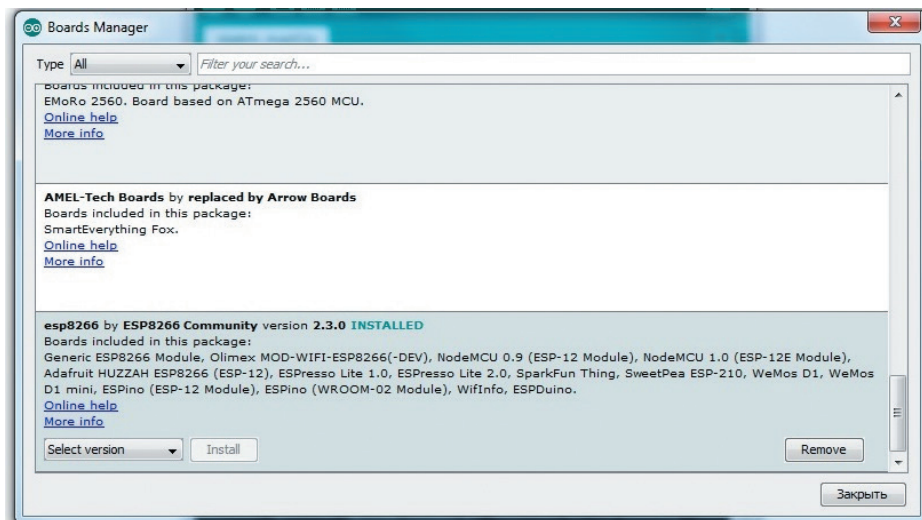 Boards Manager
Type All Filter your search...
Boards included in this package:
EMoRo 2560. Board based on ATmega 2560 MCU.
Online help
More info
AMEL-Tech Boards by replaced by Arrow Boards
Boards included in this package:
SmartEverything Fox.
Online help
More info
esp8266 by ESP8266 Community version 2.3.0 INSTALLED
Boards included in this package:
Generic ESP8266 Module, Olimex MOD-WIFI-ESP8266(-DEV), NodeMCU 0.9 (ESP-12 Module), NodeMCU 1.0 (ESP-12E Module),
Adafruit HUZZAH ESP8266 (ESP-12), ESPresso Lite 1.0, ESPresso Lite 2.0, SparkFun Thing, SweetPea ESP-210, WeMos D1, WeMos
D1 mini, ESPino (ESP-12 Module), ESPino (WROOM-02 Module), WifInfo, ESPDuino.
Online help
More info
Select version Install Remove
Закрыть